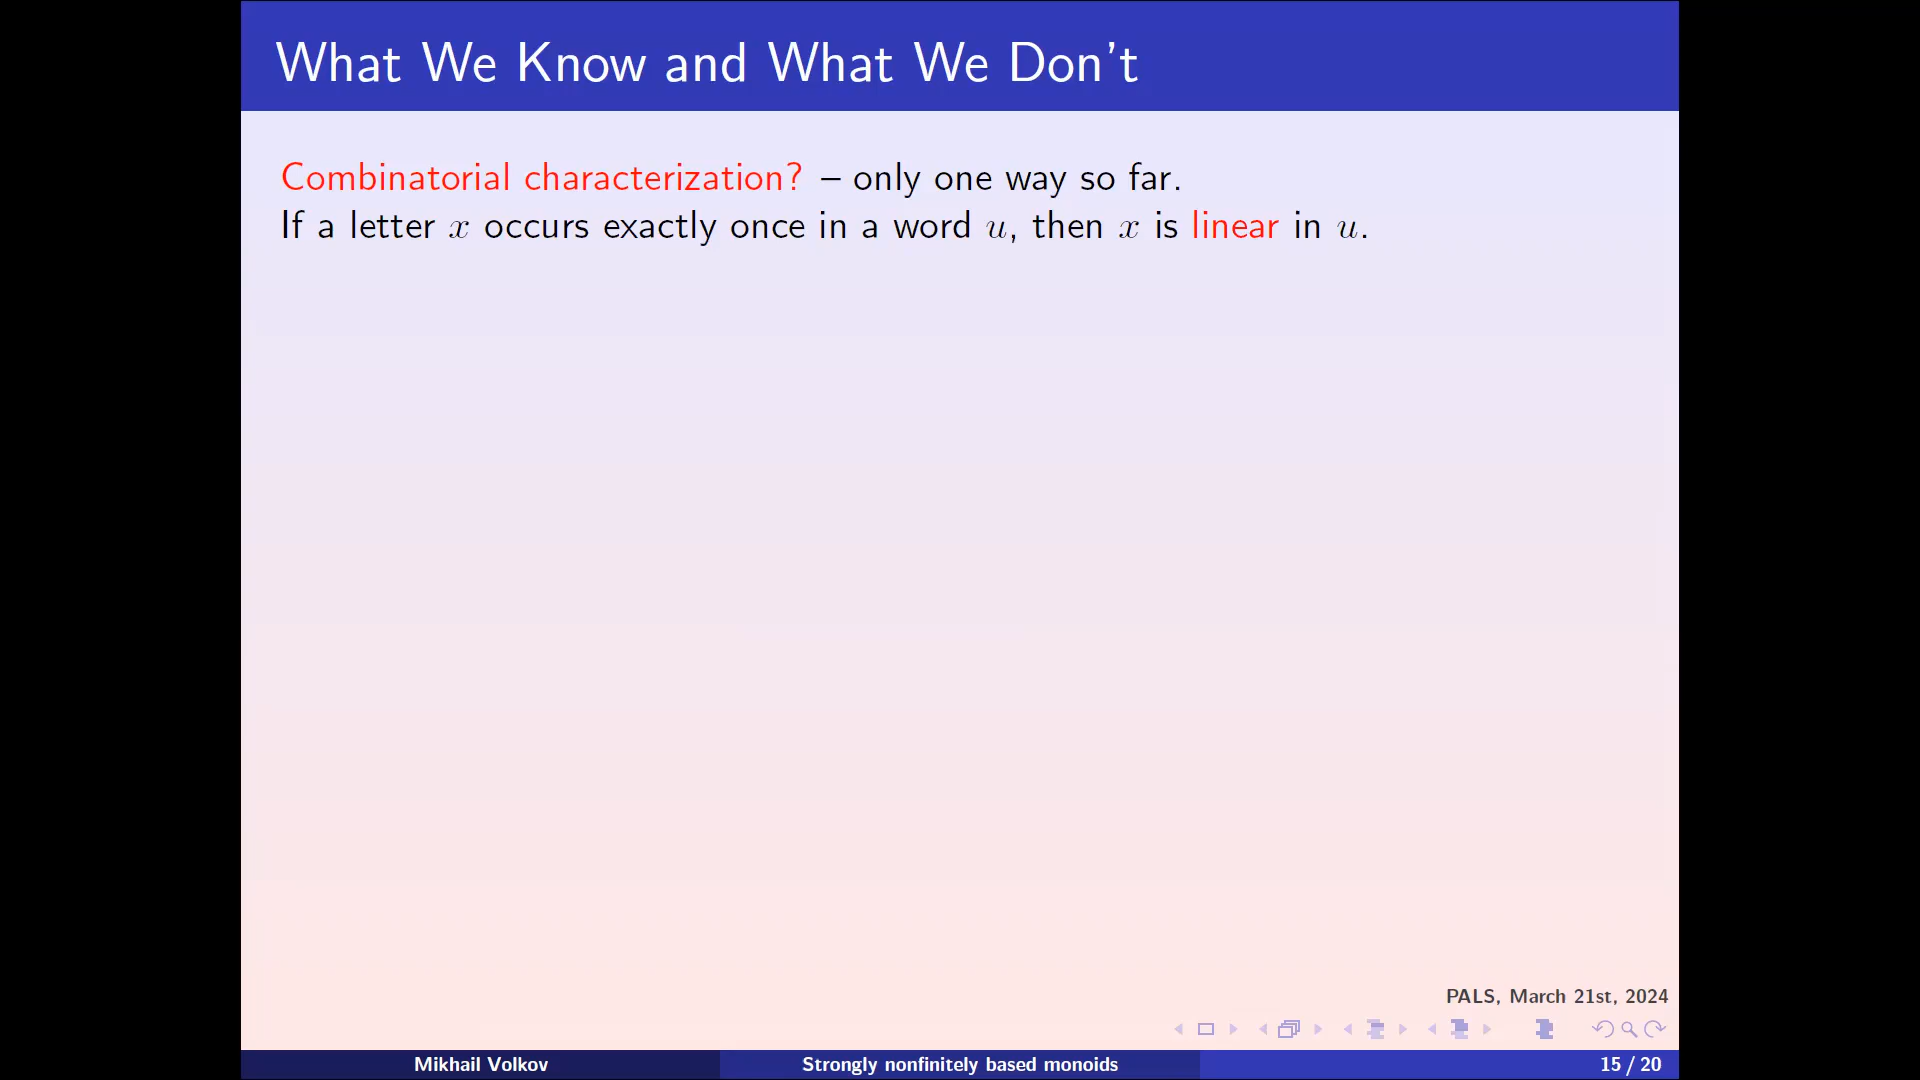 What We Know and What We Don't
Combinatorial characterization? – only one way so far.
If a letter x occurs exactly once in a word u, then x is linear in u.
PALS, March 21st, 2024
Mikhail Volkov
Strongly nonfinitely based monoids
15 / 20